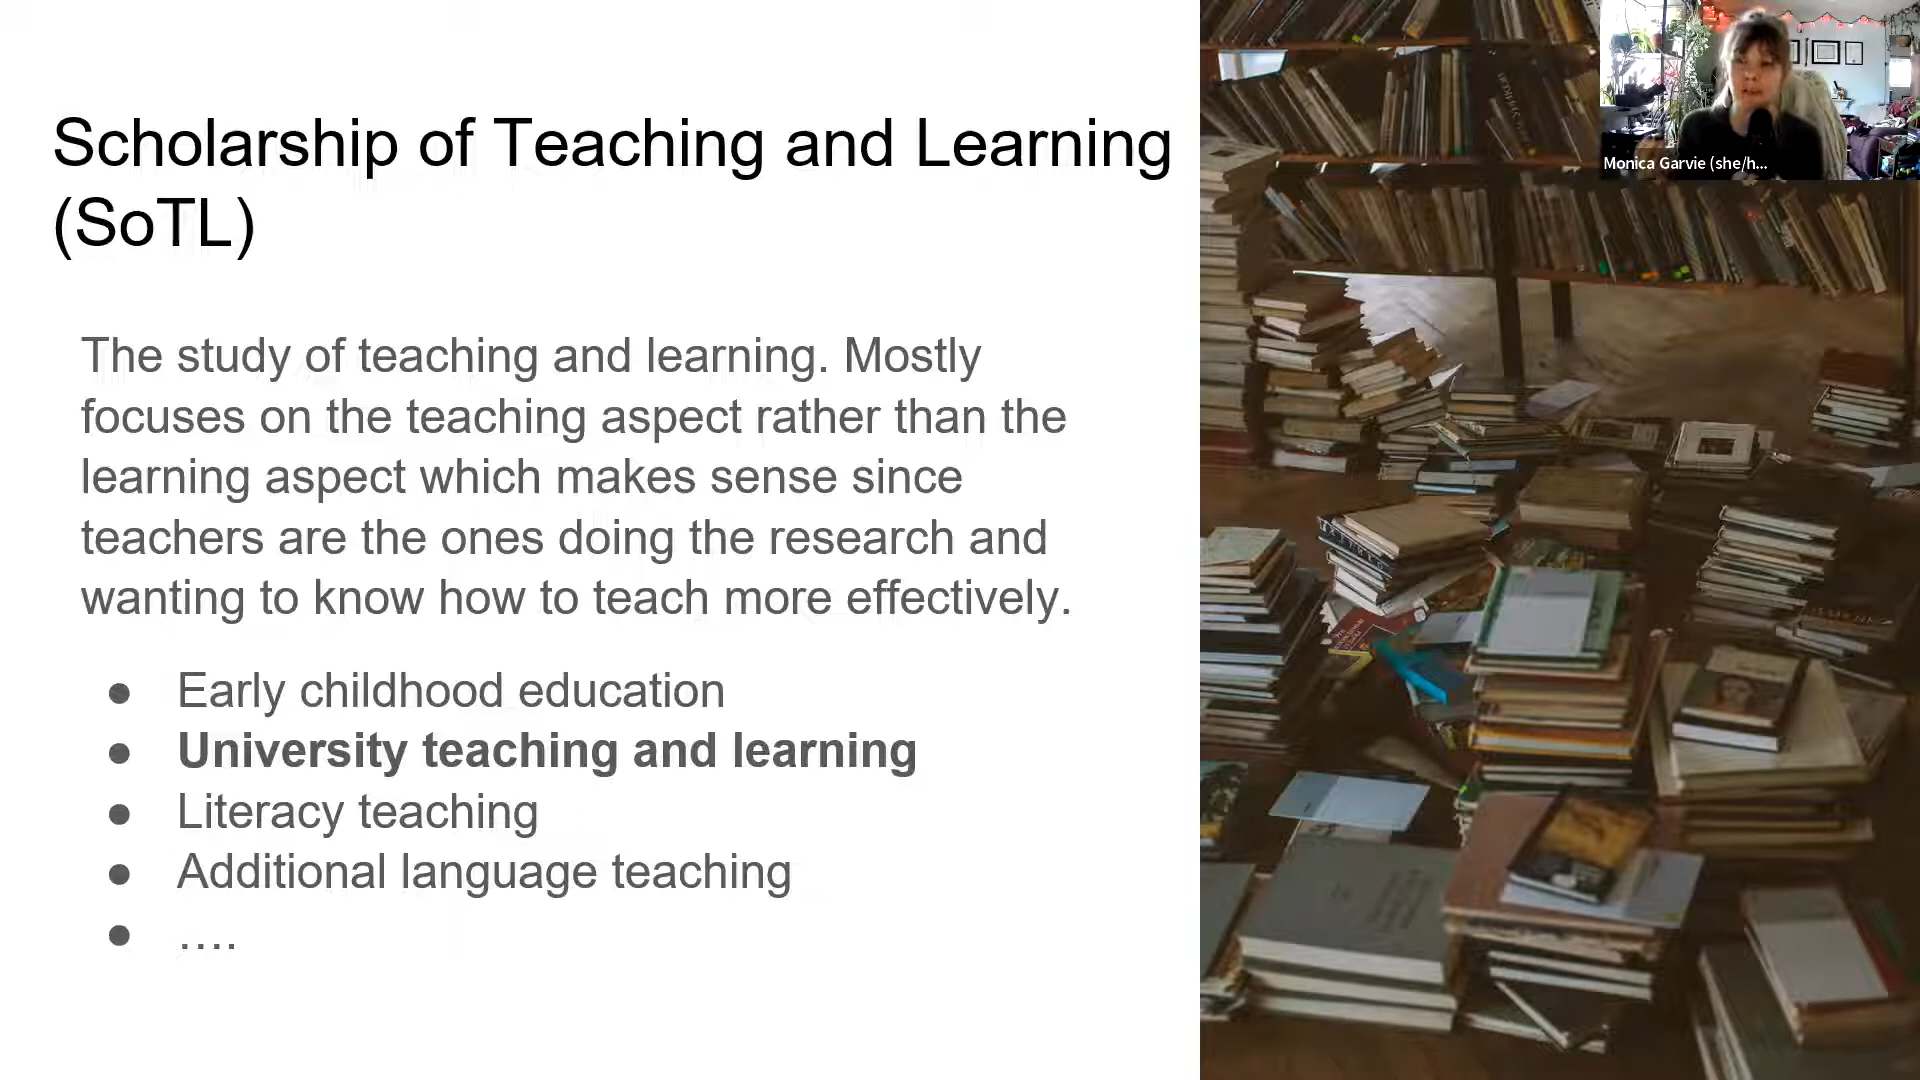 Scholarship of Teaching and Learning
(SoTL)
The study of teaching and learning. Mostly
focuses on the teaching aspect rather than the
learning aspect which makes sense since
teachers are the ones doing the research and
wanting to know how to teach more effectively.
● Early childhood education
● University teaching and learning
● Literacy teaching
● Additional language teaching
● ....
Monica Garvie (she/h...